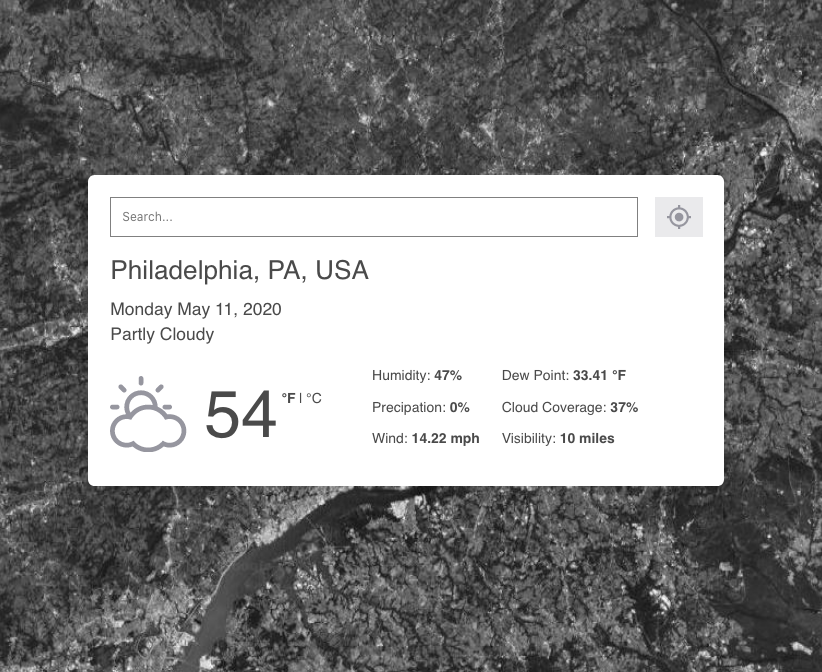 Search...
Philadelphia, PA, USA
Monday May 11, 2020
Partly Cloudy
54 °F | °C
Humidity: 47% Dew Point: 33.41 °F
Precipation: 0% Cloud Coverage: 37%
Wind: 14.22 mph Visibility: 10 miles